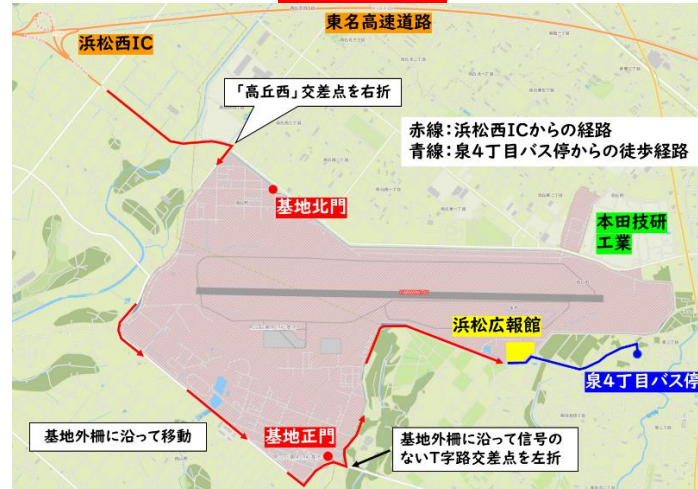 東名高速道路
浜松西IC
「高丘西」交差点を右折
赤線：浜松西ICからの経路
青線：泉4丁目バス停からの徒歩経路
基地北門
本田技研
工業
浜松広報館
泉4丁目バス停
基地外柵に沿って移動
基地正門
基地外柵に沿って信号の
ないT字路交差点を左折